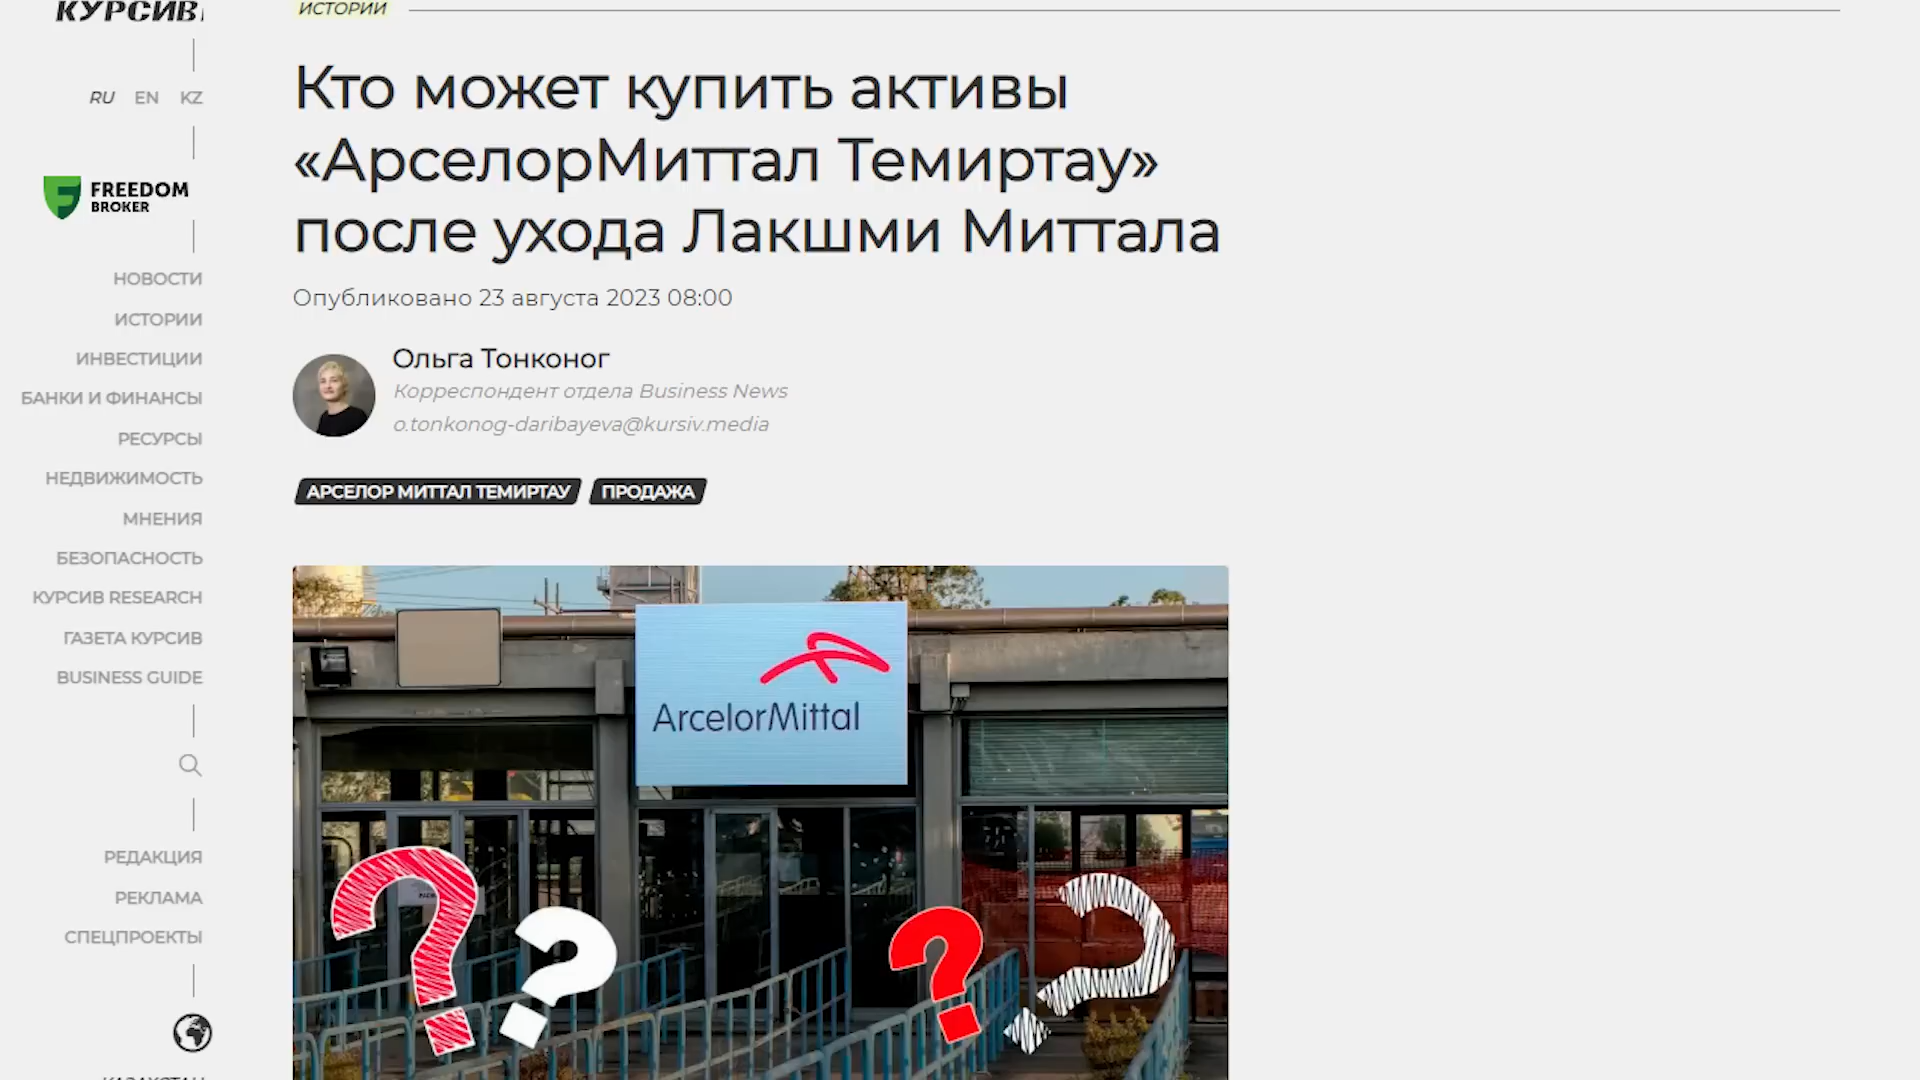 КУРСИВ
ИСТОРИИ
RU EN KZ
FREEDOM
BROKER
НОВОСТИ
ИСТОРИИ
ИНВЕСТИЦИИ
БАНКИ И ФИНАНСЫ
РЕСУРСЫ
НЕДВИЖИМОСТЬ
МНЕНИЯ
БЕЗОПАСНОСТЬ
КУРСИВ RESEARCH
ГАЗЕТА КУРСИВ
BUSINESS GUIDE
РЕДАКЦИЯ
РЕКЛАМА
СПЕЦПРОЕКТЫ
КАЗАХСТАН
Кто может купить активы
«АрселорМиттал Темиртау»
после ухода Лакшми Миттала
Опубликовано 23 августа 2023 08:00
Ольга Тонконог
Корреспондент отдела Business News
o.tonkonog-daribayeva@kursiv.media
АРСЕЛОР МИТТАЛ ТЕМИРТАУ ПРОДАЖА
ArcelorMittal
? ? ? ?